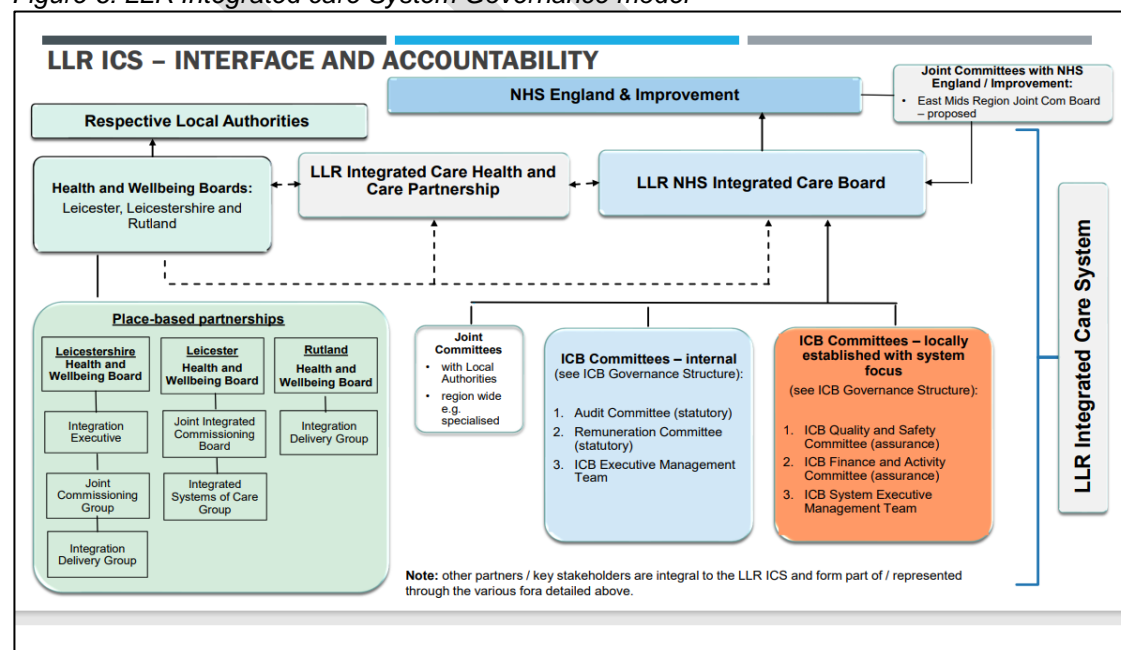 Figure 3: LLR Integrated care System Governance model
LLR ICS – INTERFACE AND ACCOUNTABILITY
NHS England & Improvement
Joint Committees with NHS
England / Improvement:
• East Mids Region Joint Com Board
– proposed
Respective Local Authorities
Health and Wellbeing Boards:
Leicester, Leicestershire and
Rutland
LLR Integrated Care Health and
Care Partnership
LLR NHS Integrated Care Board
Place-based partnerships
Leicestershire
Health and
Wellbeing Board
Integration
Executive
Joint
Commissioning
Group
Integration
Delivery Group
Leicester
Health and
Wellbeing Board
Joint Integrated
Commissioning
Board
Integrated
Systems of Care
Group
Rutland
Health and
Wellbeing Board
Integration
Delivery Group
Joint
Committees
• with Local
Authorities
• region wide
e.g.
specialised
ICB Committees – internal
(see ICB Governance Structure):
1. Audit Committee (statutory)
2. Remuneration Committee
(statutory)
3. ICB Executive Management
Team
ICB Committees – locally
established with system
focus
(see ICB Governance Structure):
1. ICB Quality and Safety
Committee (assurance)
2. ICB Finance and Activity
Committee (assurance)
3. ICB System Executive
Management Team
LLR Integrated Care System
Note: other partners / key stakeholders are integral to the LLR ICS and form part of / represented
through the various fora detailed above.